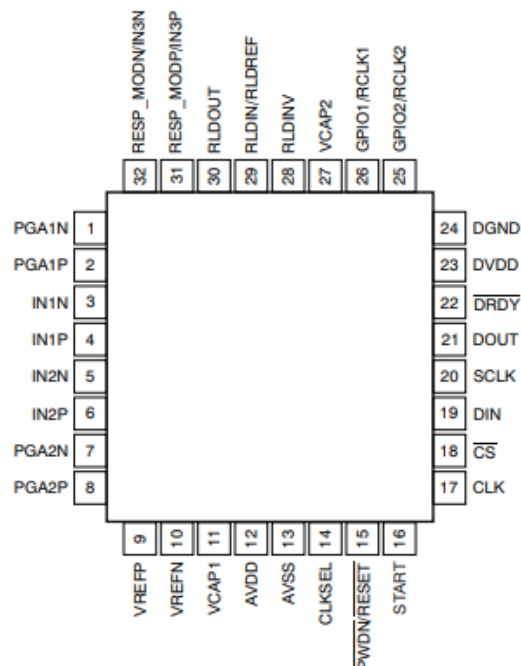 RESP_MODN/IN3N
RESP_MODP/IN3P
RLDOUT
RLDIN/RLDREF
RLDINV
VCAP2
GPIO1/RCLK1
GPIO2/RCLK2
32 31 30 29 28 27 26 25
PGA1N 1
PGA1P 2
IN1N 3
IN1P 4
IN2N 5
IN2P 6
PGA2N 7
PGA2P 8
24 DGND
23 DVDD
22 DRDY
21 DOUT
20 SCLK
19 DIN
18 CS
17 CLK
9 10 11 12 13 14 15 16
VREFP
VREFN
VCAP1
AVDD
AVSS
CLKSEL
PWDN/RESET
START